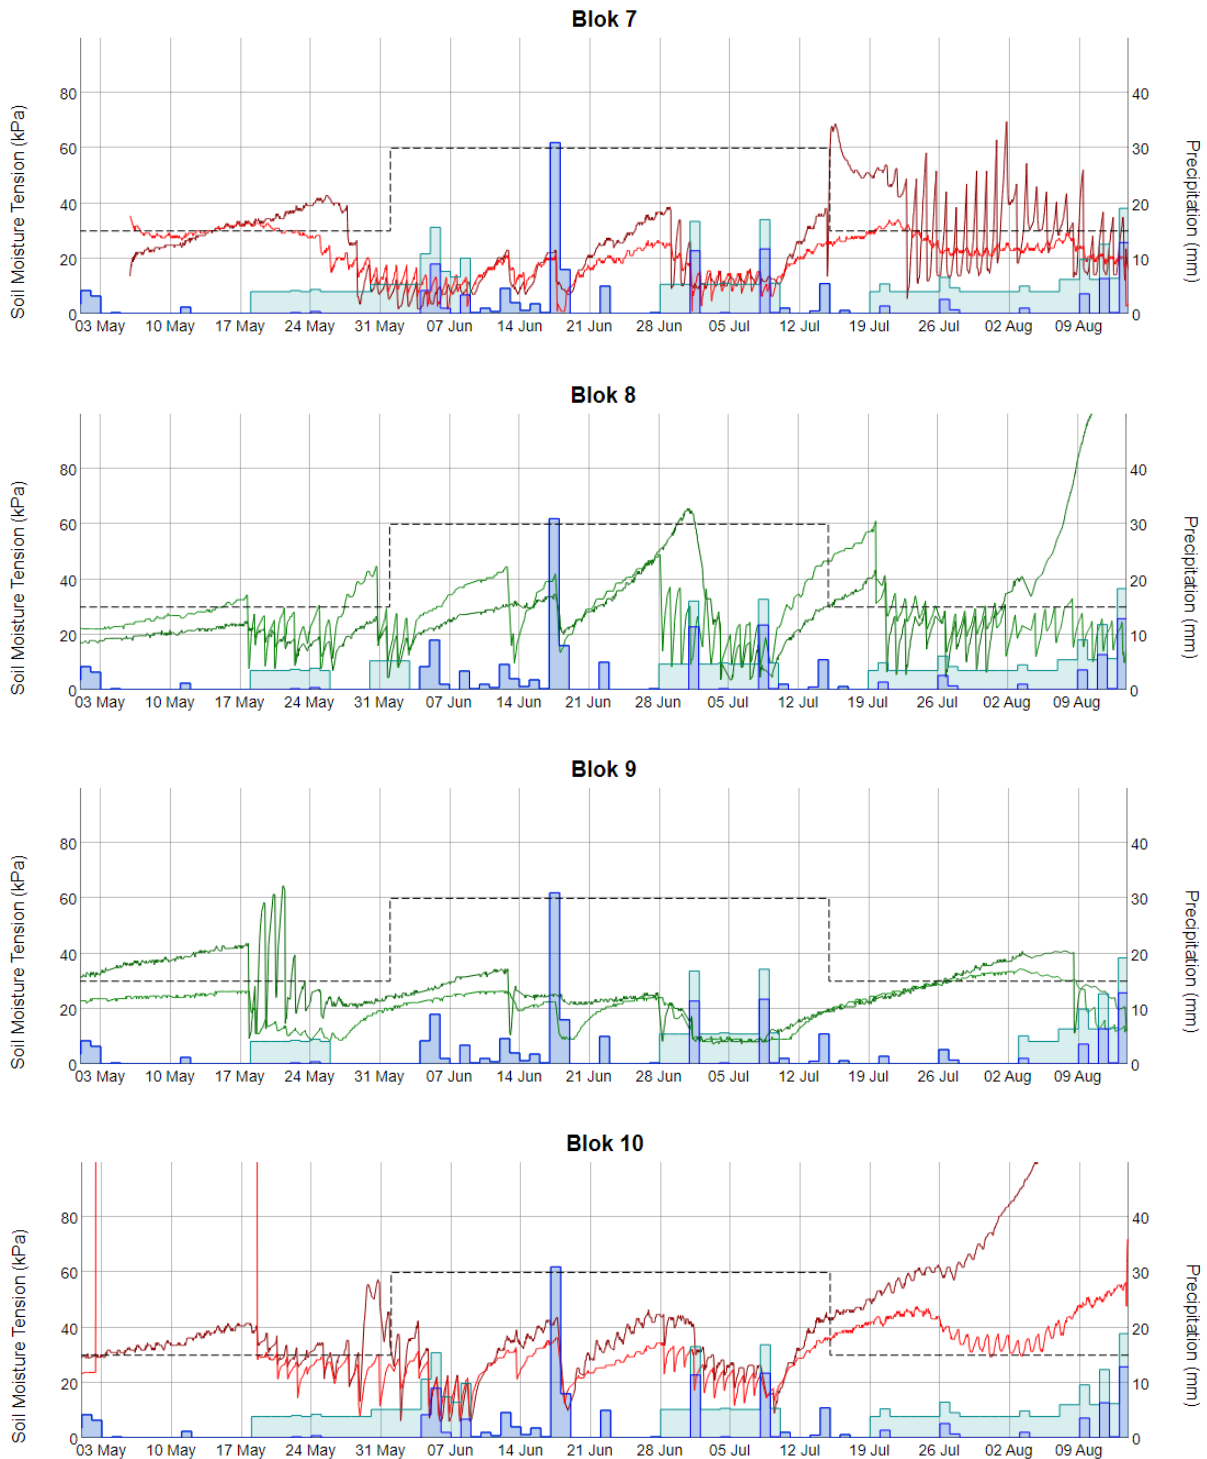 Blok 7
Soil Moisture Tension (kPa)
80
60
40
20
0
40
30
20
10
0
Precipitation (mm)
03 May 10 May 17 May 24 May 31 May 07 Jun 14 Jun 21 Jun 28 Jun 05 Jul 12 Jul 19 Jul 26 Jul 02 Aug 09 Aug
Blok 8
Soil Moisture Tension (kPa)
80
60
40
20
0
40
30
20
10
0
Precipitation (mm)
03 May 10 May 17 May 24 May 31 May 07 Jun 14 Jun 21 Jun 28 Jun 05 Jul 12 Jul 19 Jul 26 Jul 02 Aug 09 Aug
Blok 9
Soil Moisture Tension (kPa)
80
60
40
20
0
40
30
20
10
0
Precipitation (mm)
03 May 10 May 17 May 24 May 31 May 07 Jun 14 Jun 21 Jun 28 Jun 05 Jul 12 Jul 19 Jul 26 Jul 02 Aug 09 Aug
Blok 10
Soil Moisture Tension (kPa)
80
60
40
20
0
40
30
20
10
0
Precipitation (mm)
03 May 10 May 17 May 24 May 31 May 07 Jun 14 Jun 21 Jun 28 Jun 05 Jul 12 Jul 19 Jul 26 Jul 02 Aug 09 Aug